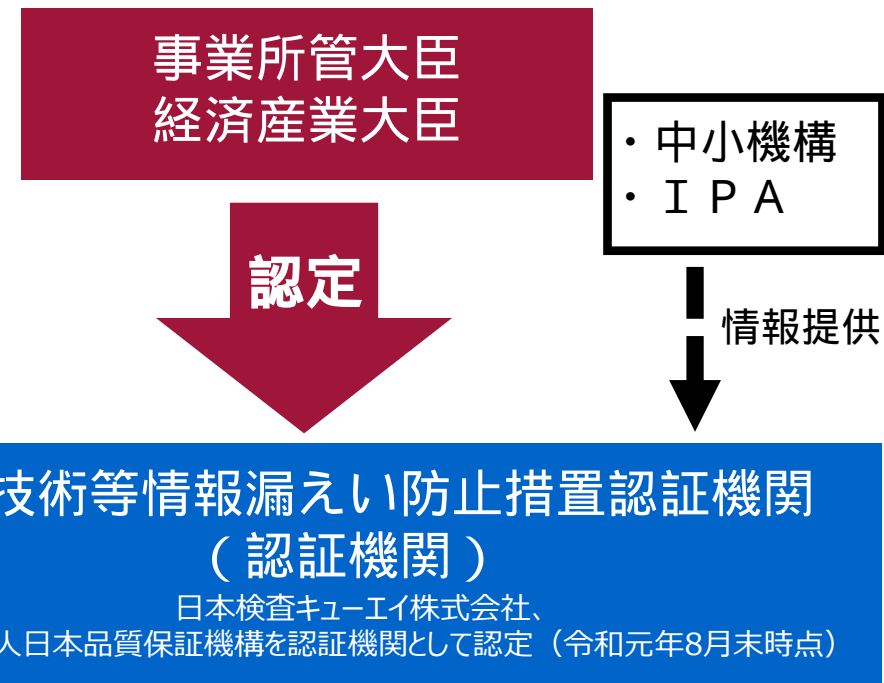 事業所管大臣
経済産業大臣
・中小機構
・ＩＰＡ
認定
情報提供
技術等情報漏えい防止措置認証機関
（認証機関）
日本検査キューエイ株式会社、
人日本品質保証機構を認証機関として認定（令和元年8月末時点）